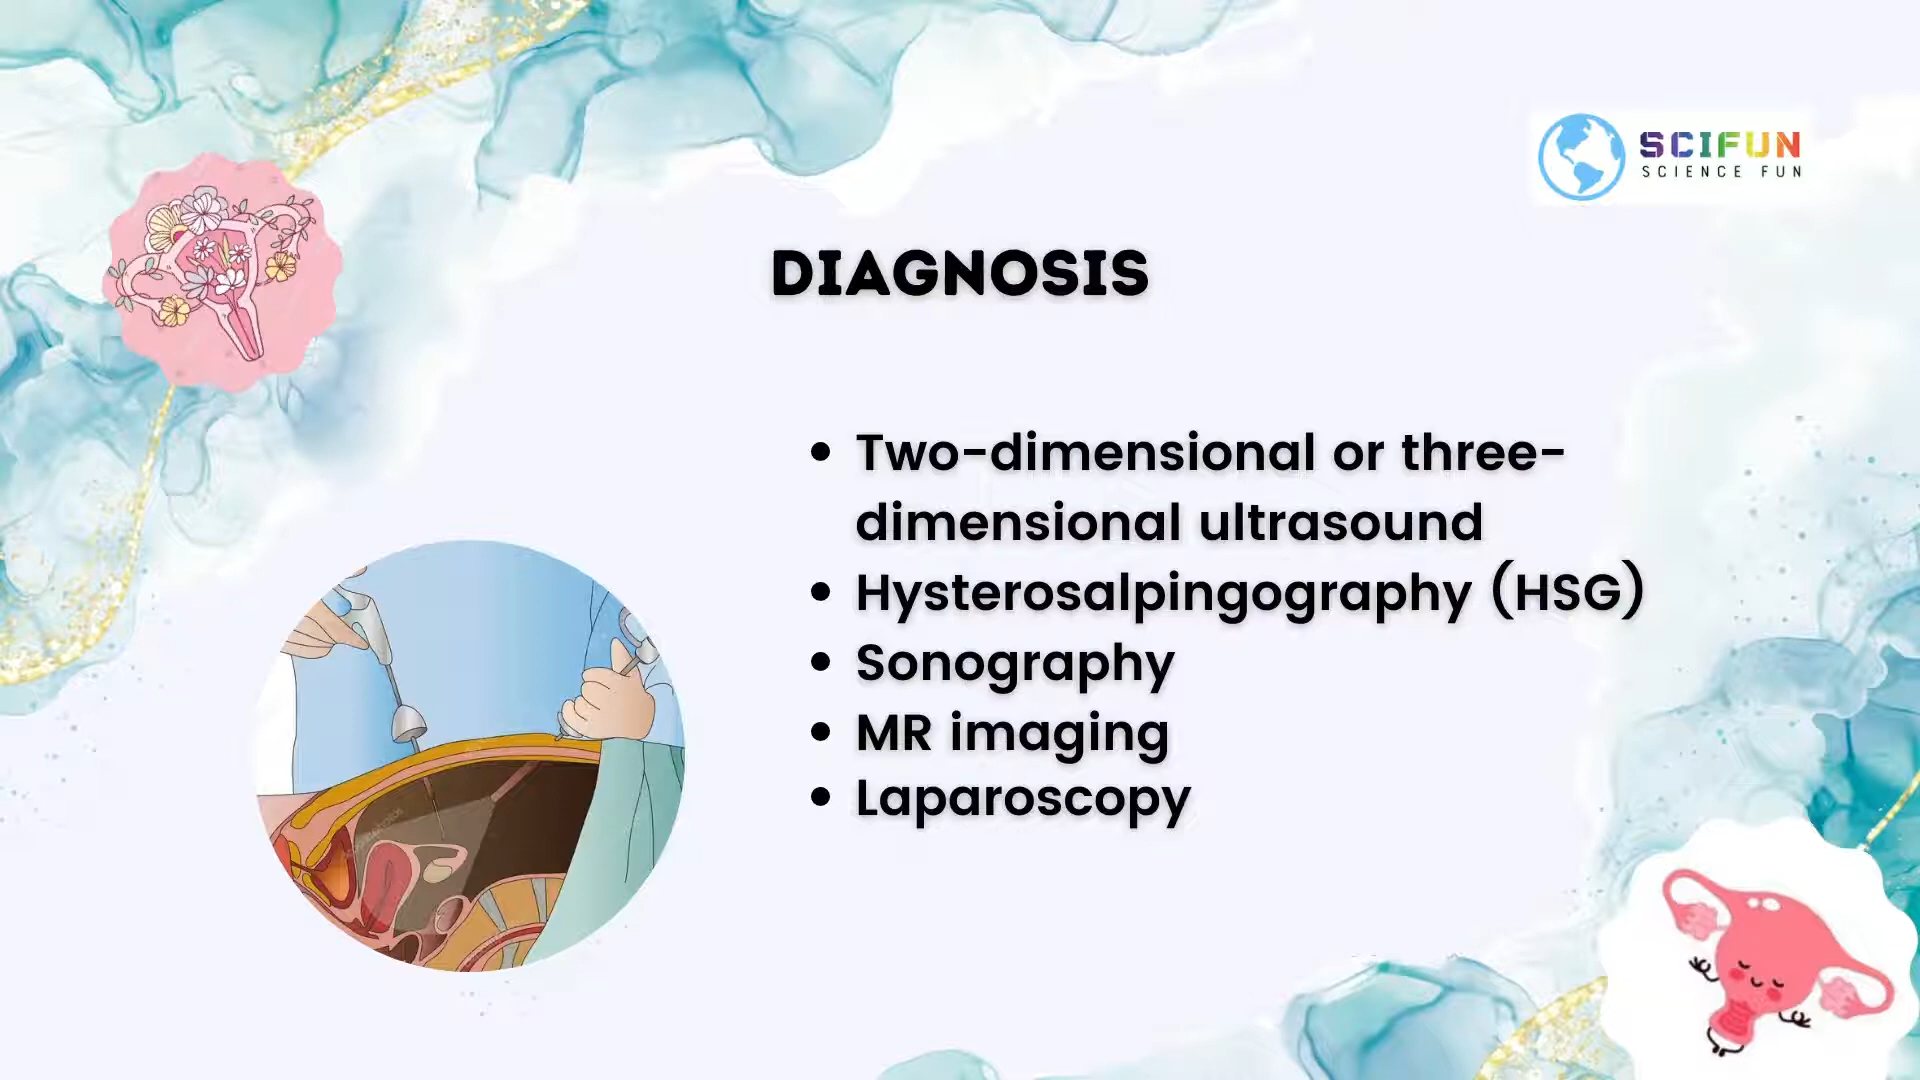 SCIFUN
SCIENCE FUN
DIAGNOSIS
• Two-dimensional or three-
dimensional ultrasound
• Hysterosalpingography (HSG)
• Sonography
• MR imaging
• Laparoscopy